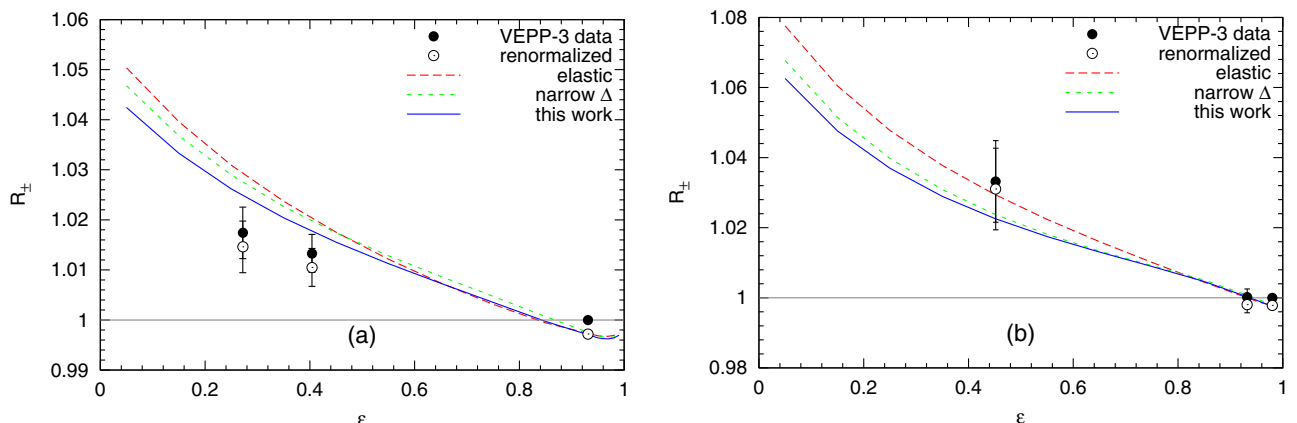 1.06
1.05
1.04
1.03
1.02
1.01
1
0.99
R±
0 0.2 0.4 0.6 0.8 1
ε
VEPP-3 data
renormalized
elastic
narrow Δ
this work
(a)
1.08
1.06
1.04
1.02
1
0.98
R±
0 0.2 0.4 0.6 0.8 1
ε
VEPP-3 data
renormalized
elastic
narrow Δ
this work
(b)